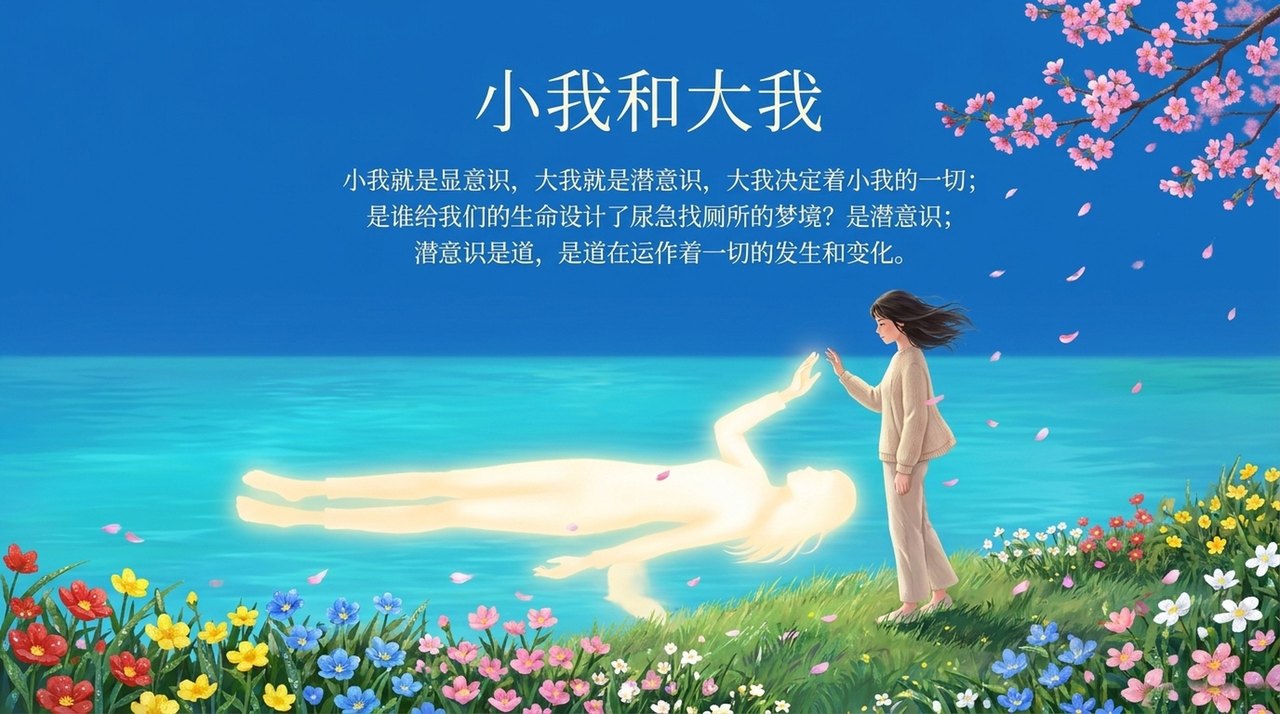 小我和大我
小我就是显意识，大我就是潜意识，大我决定着小我的一切；
是谁给我们的生命设计了尿急找厕所的梦境？是潜意识；
潜意识是道，是道在运作着一切的发生和变化。